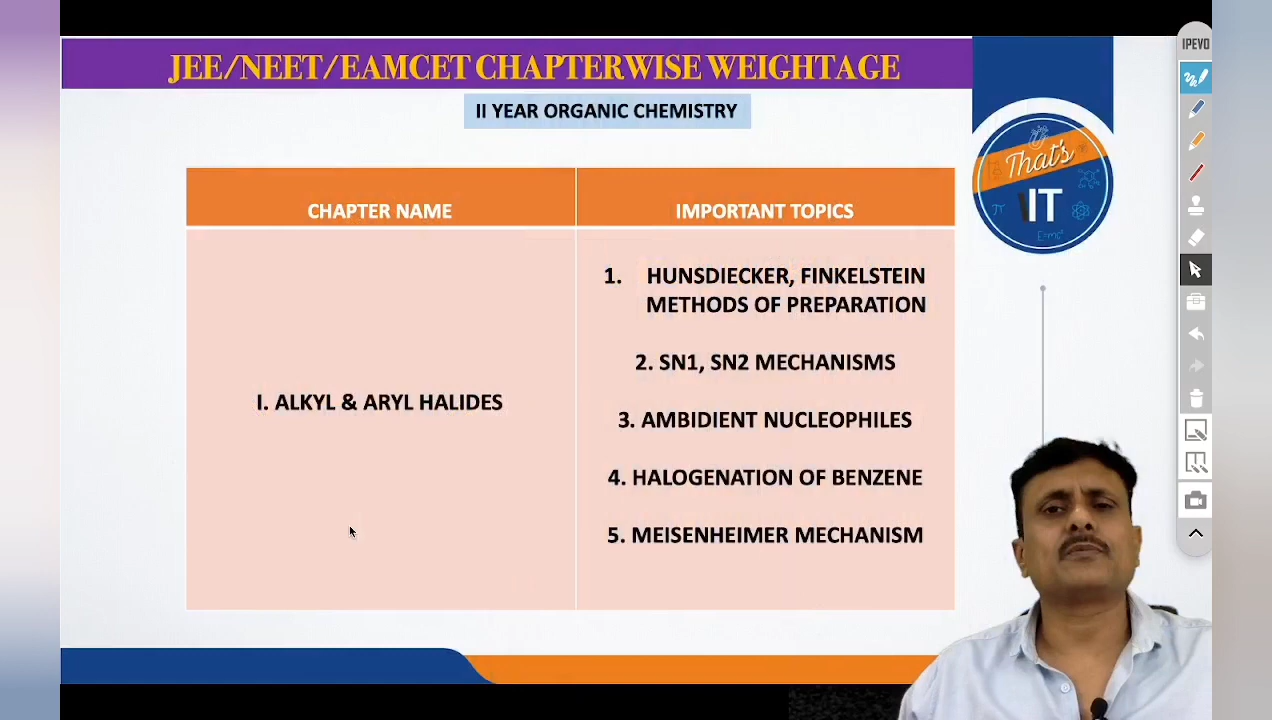 JEE/NEET/EAMCET CHAPTERWISE WEIGHTAGE
IPEVO
II YEAR ORGANIC CHEMISTRY
That's
IT
π
E=mc²
CHAPTER NAME
IMPORTANT TOPICS
I. ALKYL & ARYL HALIDES
1. HUNSDIECKER, FINKELSTEIN
METHODS OF PREPARATION
2. SN1, SN2 MECHANISMS
3. AMBIDIENT NUCLEOPHILES
4. HALOGENATION OF BENZENE
5. MEISENHEIMER MECHANISM